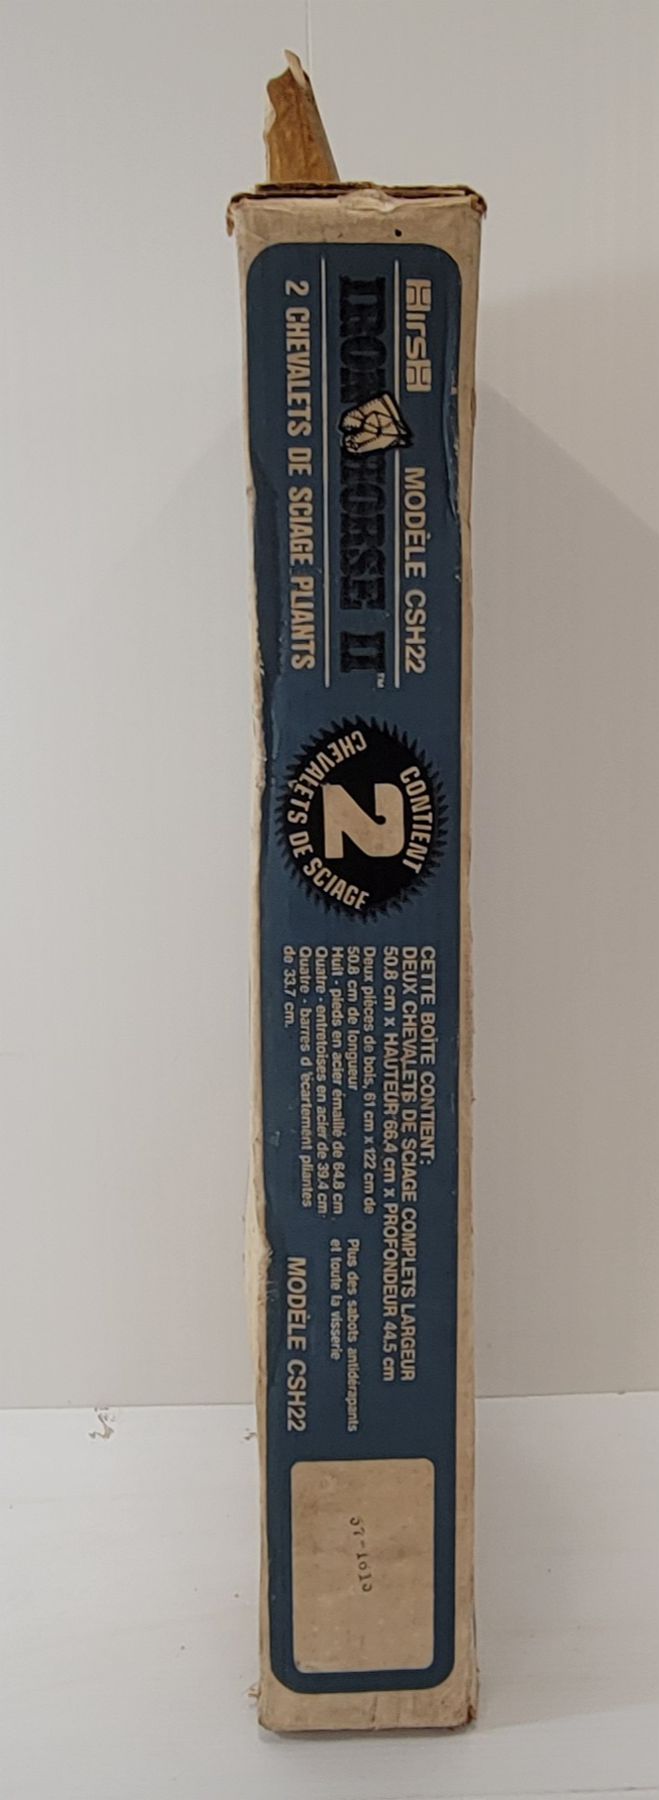 Hirsh MODÈLE CSH22
IRON HORSE II™
2 CHEVALETS DE SCIAGE PLIANTS
CONTIENT
2
CHEVALETS DE SCIAGE
CETTE BOÎTE CONTIENT:
DEUX CHEVALETS DE SCIAGE COMPLETS LARGEUR
50,8 cm x HAUTEUR 66,4 cm x PROFONDEUR 44,5 cm
Deux pièces de bois, 61 cm x 122 cm de
50,8 cm de longueur
Huit - pieds en acier émaillé de 64,8 cm
Quatre - entretoises en acier de 39,4 cm
Quatre - barres d'écartement pliantes
de 33,7 cm.
Plus des sabots antidérapants
et toute la visserie
MODÈLE CSH22